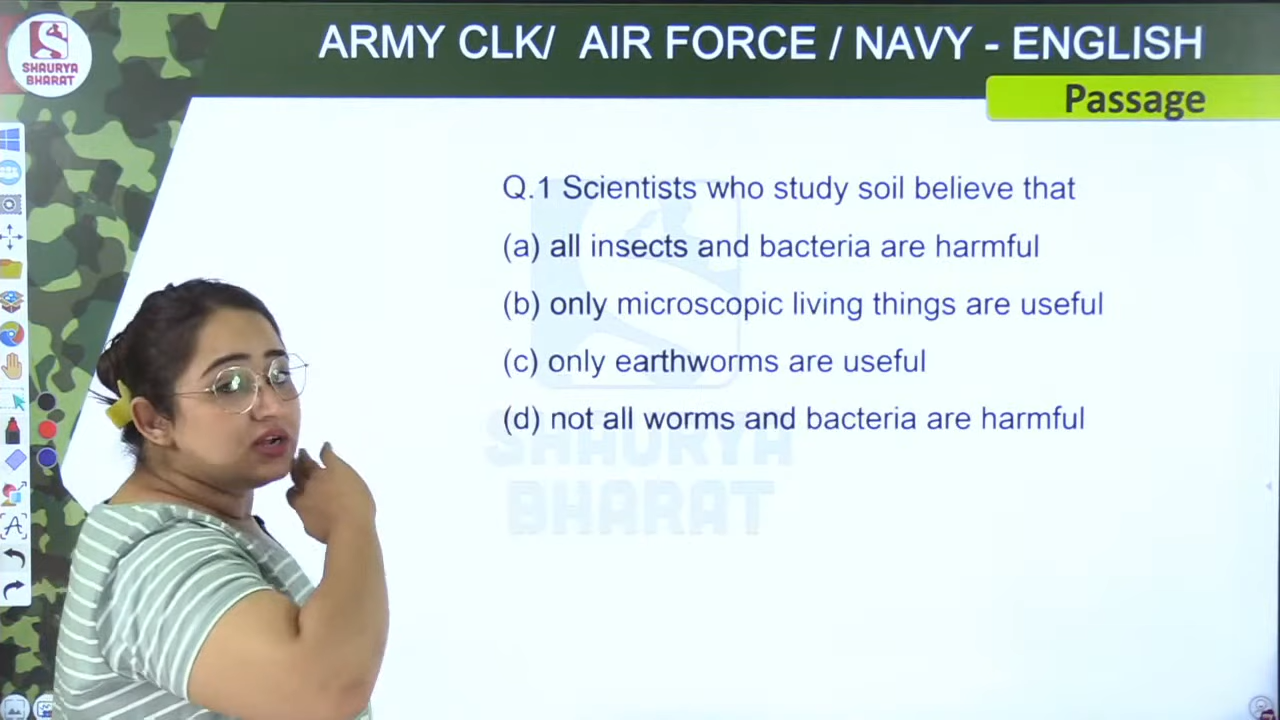 SHAURYA
BHARAT
ARMY CLK/ AIR FORCE / NAVY - ENGLISH
Passage
Q.1 Scientists who study soil believe that
(a) all insects and bacteria are harmful
(b) only microscopic living things are useful
(c) only earthworms are useful
(d) not all worms and bacteria are harmful
SHAURYA
BHARAT